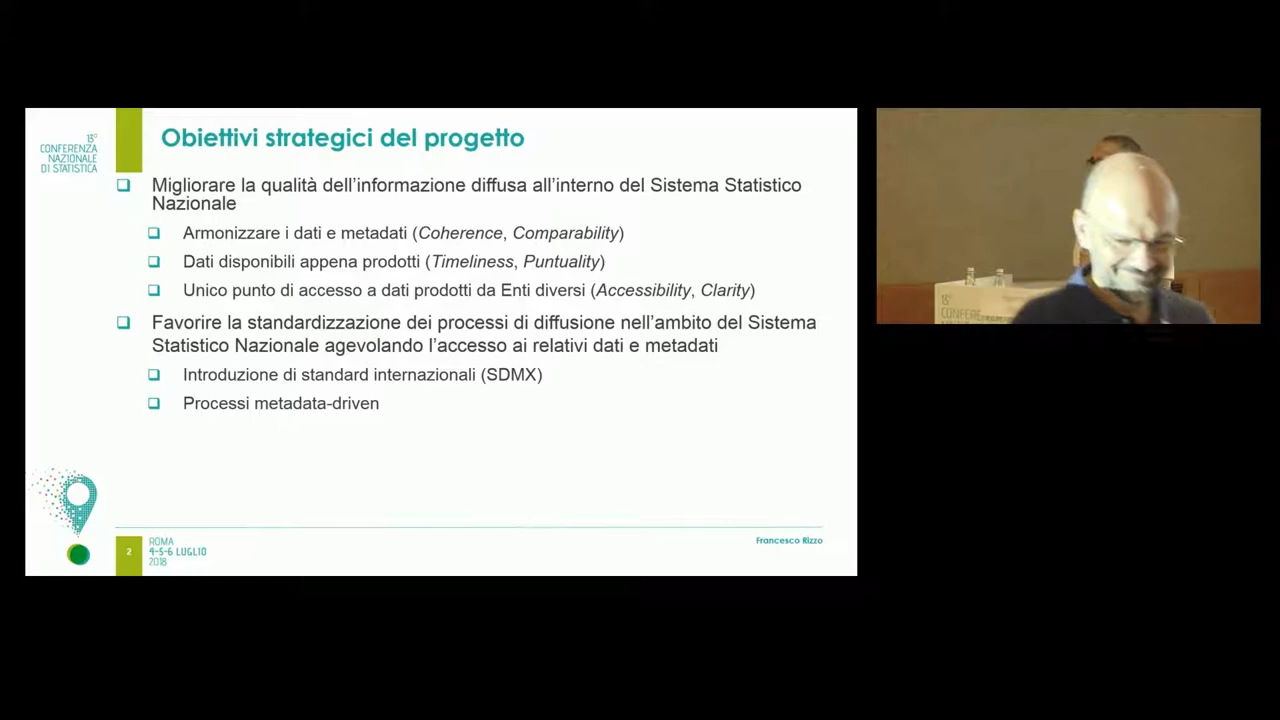 13°
CONFERENZA
NAZIONALE
DI STATISTICA
Obiettivi strategici del progetto
Migliorare la qualità dell'informazione diffusa all'interno del Sistema Statistico
Nazionale
Armonizzare i dati e metadati (Coherence, Comparability)
Dati disponibili appena prodotti (Timeliness, Puntuality)
Unico punto di accesso a dati prodotti da Enti diversi (Accessibility, Clarity)
Favorire la standardizzazione dei processi di diffusione nell'ambito del Sistema
Statistico Nazionale agevolando l'accesso ai relativi dati e metadati
Introduzione di standard internazionali (SDMX)
Processi metadata-driven
2
ROMA
4-5-6 LUGLIO
2018
Francesco Rizzo
13°